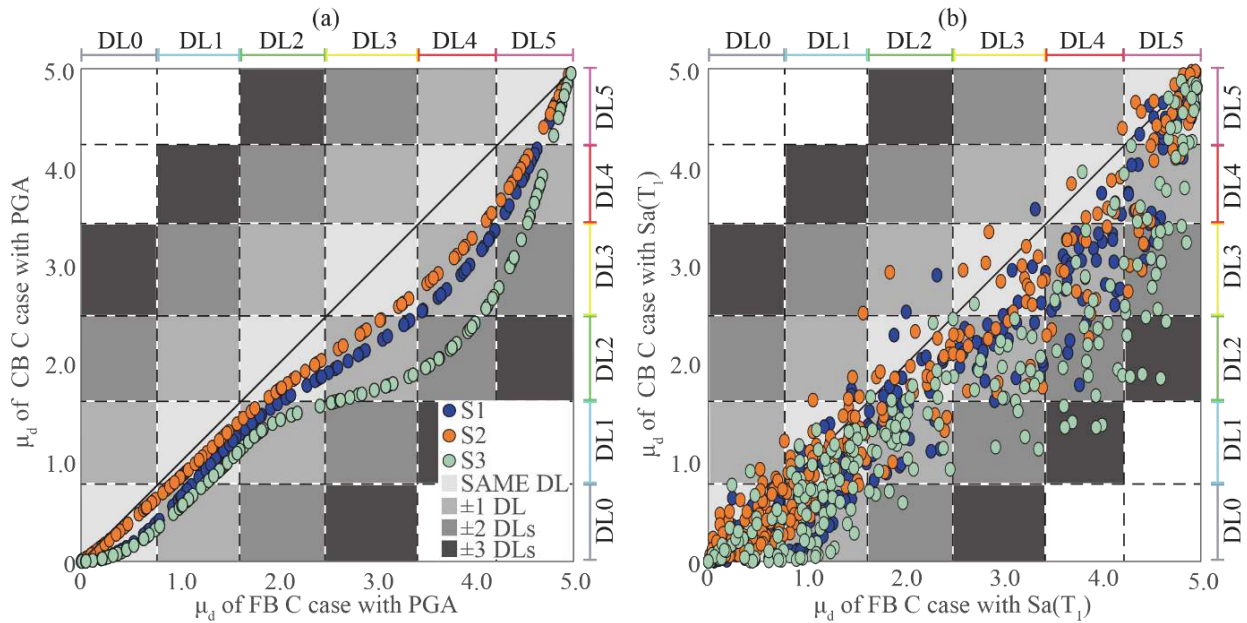 (a)
DL0 DL1 DL2 DL3 DL4 DL5
5.0
4.0
3.0
2.0
1.0
0
μd of CB C case with PGA
DL5
DL4
DL3
DL2
DL1
DL0
S1
S2
S3
SAME DL
±1 DL
±2 DLs
±3 DLs
0 1.0 2.0 3.0 4.0 5.0
μd of FB C case with PGA
(b)
DL0 DL1 DL2 DL3 DL4 DL5
5.0
4.0
3.0
2.0
1.0
0
μd of CB C case with Sa(T1)
DL5
DL4
DL3
DL2
DL1
DL0
0 1.0 2.0 3.0 4.0 5.0
μd of FB C case with Sa(T1)